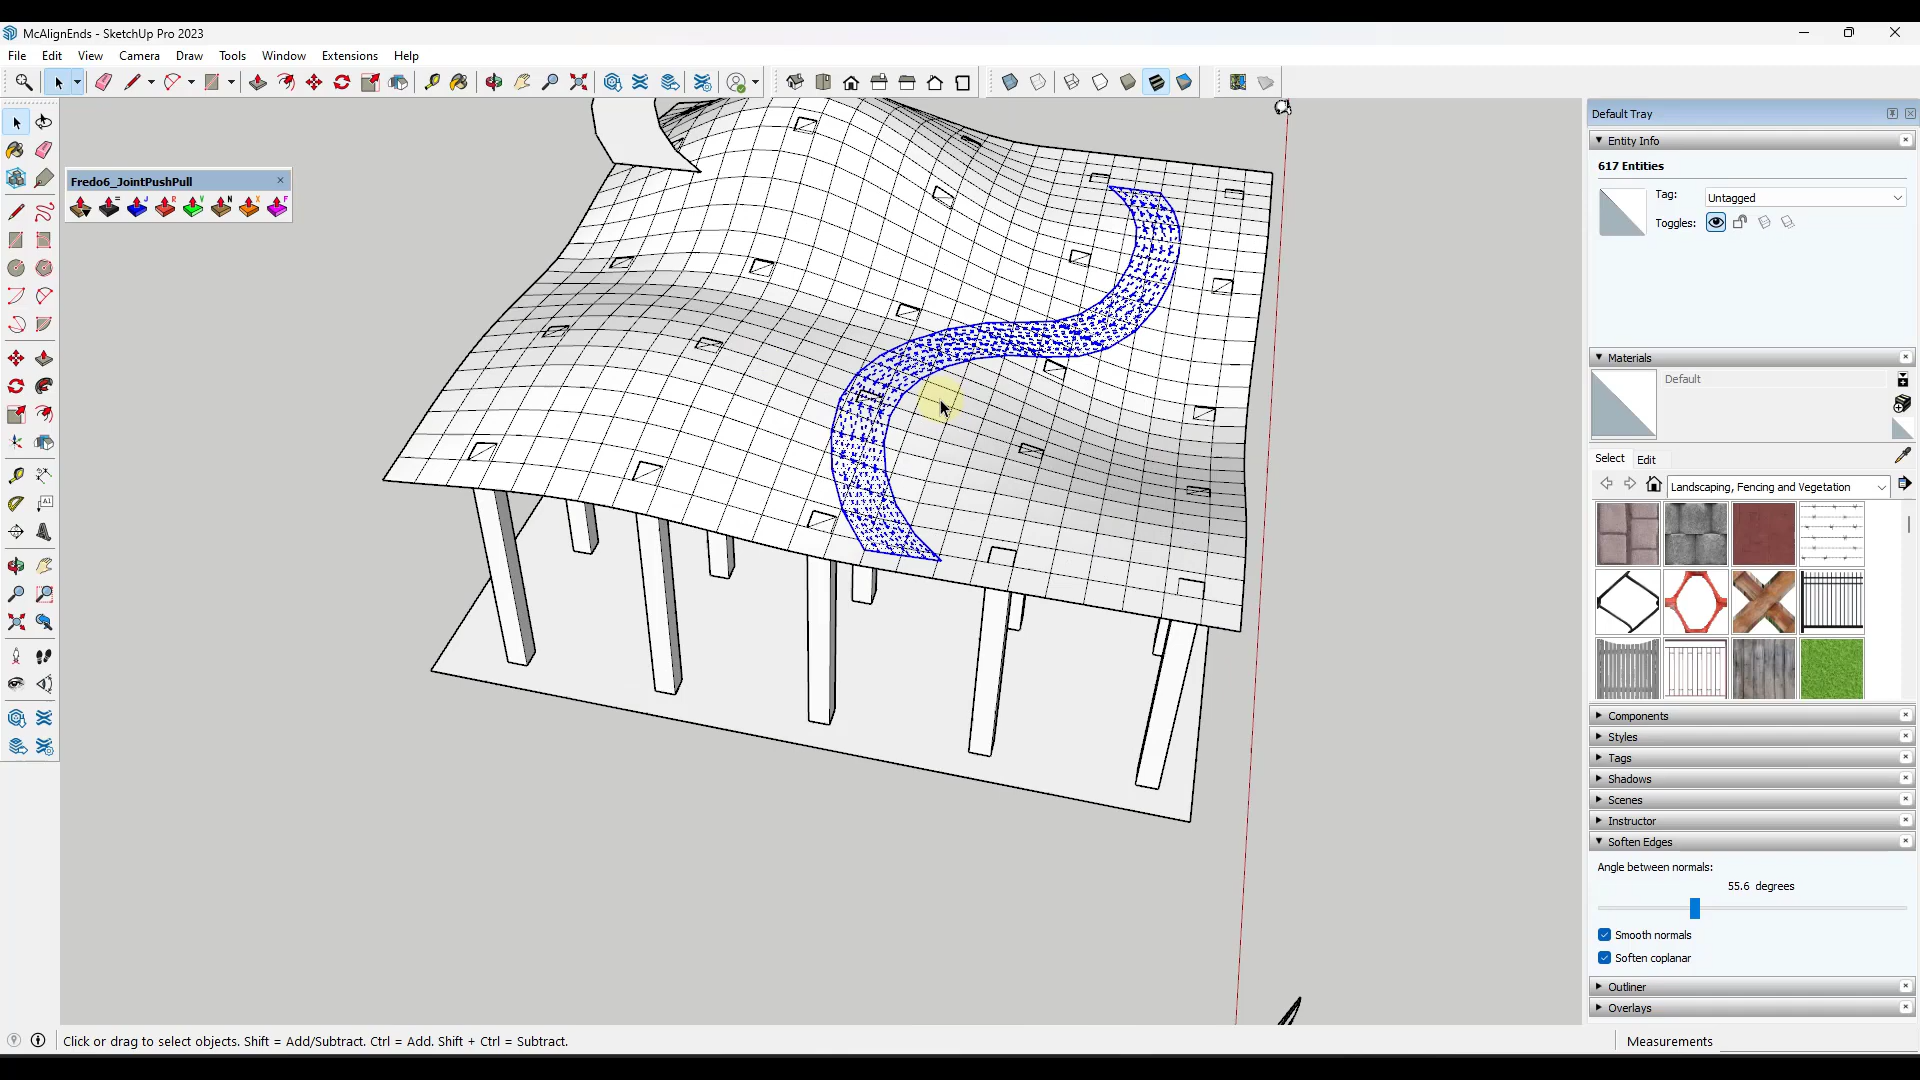 McAlignEnds - SketchUp Pro 2023
File Edit View Camera Draw Tools Window Extensions Help
Default Tray
Entity Info
617 Entities
Tag: Untagged
Toggles:
Fredo6_JointPushPull
= J R V N X F
Materials
Default
Select Edit
Landscaping, Fencing and Vegetation
Components
Styles
Tags
Shadows
Scenes
Instructor
Soften Edges
Angle between normals:
55.6 degrees
Smooth normals
Soften coplanar
Outliner
Overlays
Click or drag to select objects. Shift = Add/Subtract. Ctrl = Add. Shift + Ctrl = Subtract.
Measurements